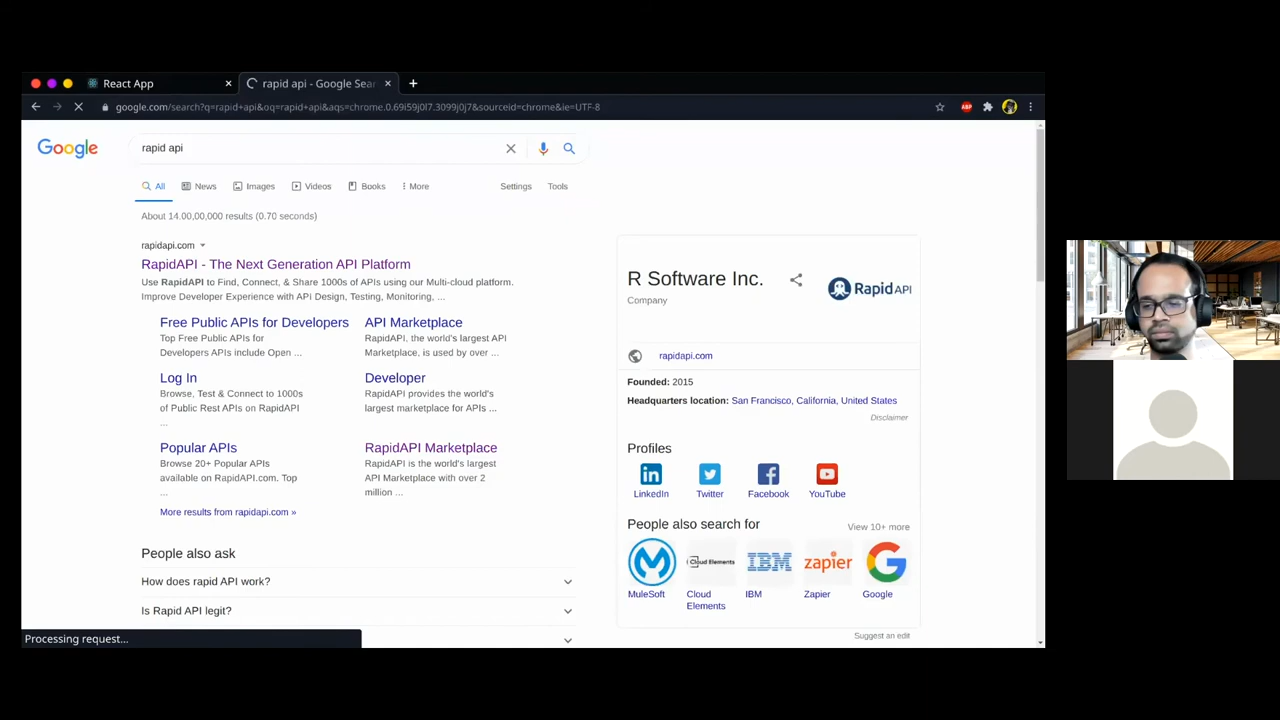 React App
rapid api - Google Sear
google.com/search?q=rapid+api&oq=rapid+api&aqs=chrome.0.69i59j0l7.3099j0j7&sourceid=chrome&ie=UTF-8
ABP
Google
rapid api
All
News
Images
Videos
Books
More
Settings
Tools
About 14,00,00,000 results (0.70 seconds)
rapidapi.com
RapidAPI - The Next Generation API Platform
Use RapidAPI to Find, Connect, & Share 1000s of APIs using our Multi-cloud platform.
Improve Developer Experience with API Design, Testing, Monitoring, ...
Free Public APIs for Developers
Top Free Public APIs for
Developers APIs include Open ...
API Marketplace
RapidAPI, the world's largest API
Marketplace, is used by over ...
Log In
Browse, Test & Connect to 1000s
of Public Rest APIs on RapidAPI
...
Developer
RapidAPI provides the world's
largest marketplace for APIs ...
Popular APIs
Browse 20+ Popular APIs
available on RapidAPI.com. Top
...
RapidAPI Marketplace
RapidAPI is the world's largest
API Marketplace with over 2
million ...
More results from rapidapi.com »
People also ask
How does rapid API work?
Is Rapid API legit?
R Software Inc.
Company
Rapid API
rapidapi.com
Founded: 2015
Headquarters location: San Francisco, California, United States
Disclaimer
Profiles
LinkedIn
Twitter
Facebook
YouTube
People also search for
View 10+ more
Cloud Elements
IBM
zapier
MuleSoft
Cloud
Elements
IBM
Zapier
Google
Suggest an edit
Processing request...